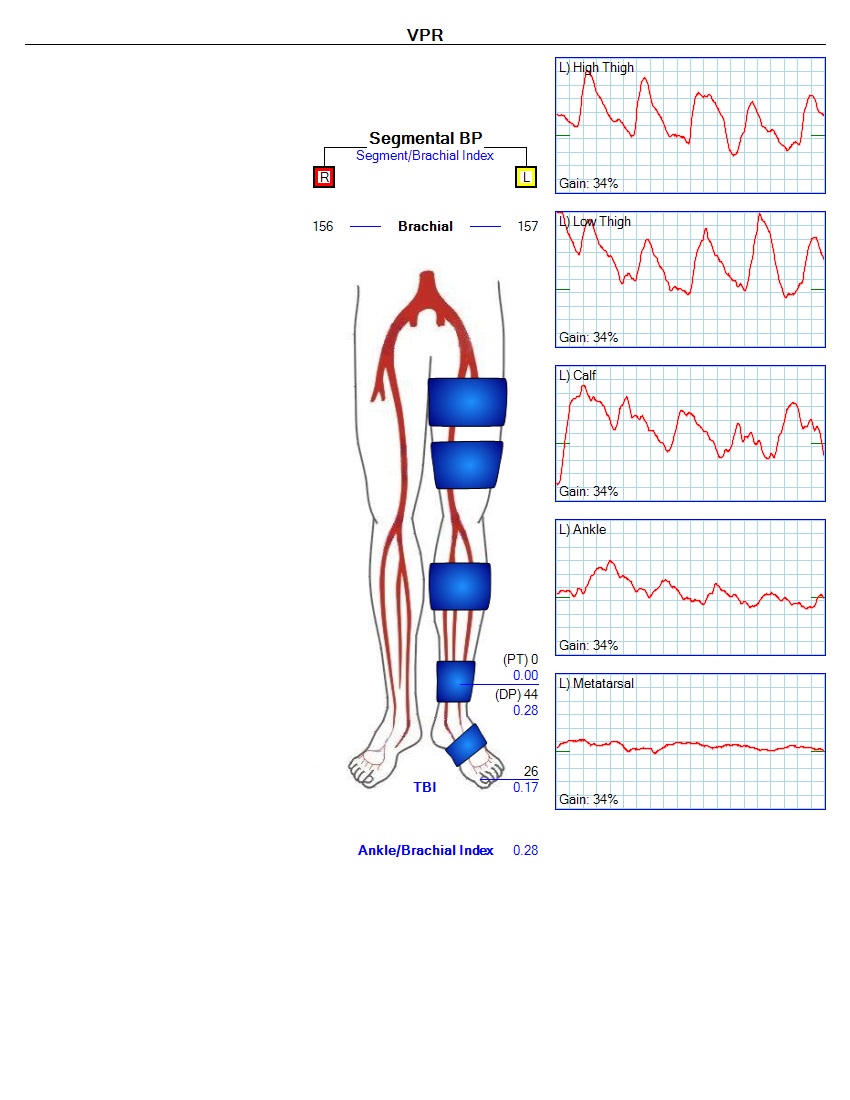 VPR
L) High Thigh
Gain: 34%
Segmental BP
Segment/Brachial Index
R
L
156 Brachial 157
L) Low Thigh
Gain: 34%
L) Calf
Gain: 34%
L) Ankle
Gain: 34%
(PT) 0
0.00
(DP) 44
0.28
L) Metatarsal
Gain: 34%
26
TBI 0.17
Ankle/Brachial Index 0.28